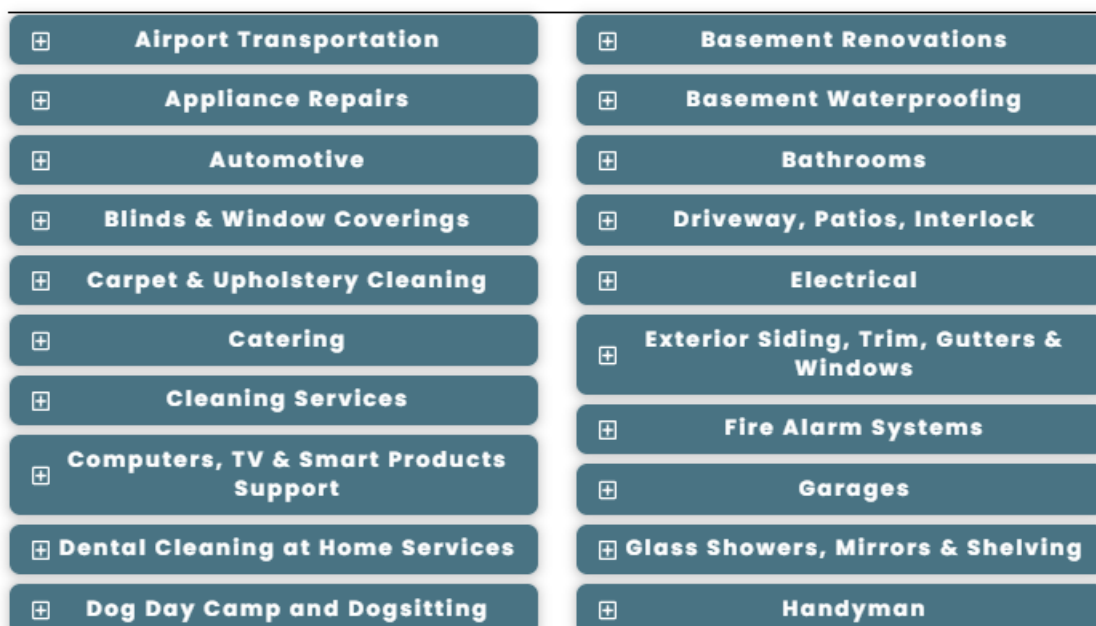 Airport Transportation
Appliance Repairs
Automotive
Blinds & Window Coverings
Carpet & Upholstery Cleaning
Catering
Cleaning Services
Computers, TV & Smart Products
Support
Dental Cleaning at Home Services
Dog Day Camp and Dogsitting
Basement Renovations
Basement Waterproofing
Bathrooms
Driveway, Patios, Interlock
Electrical
Exterior Siding, Trim, Gutters &
Windows
Fire Alarm Systems
Garages
Glass Showers, Mirrors & Shelving
Handyman